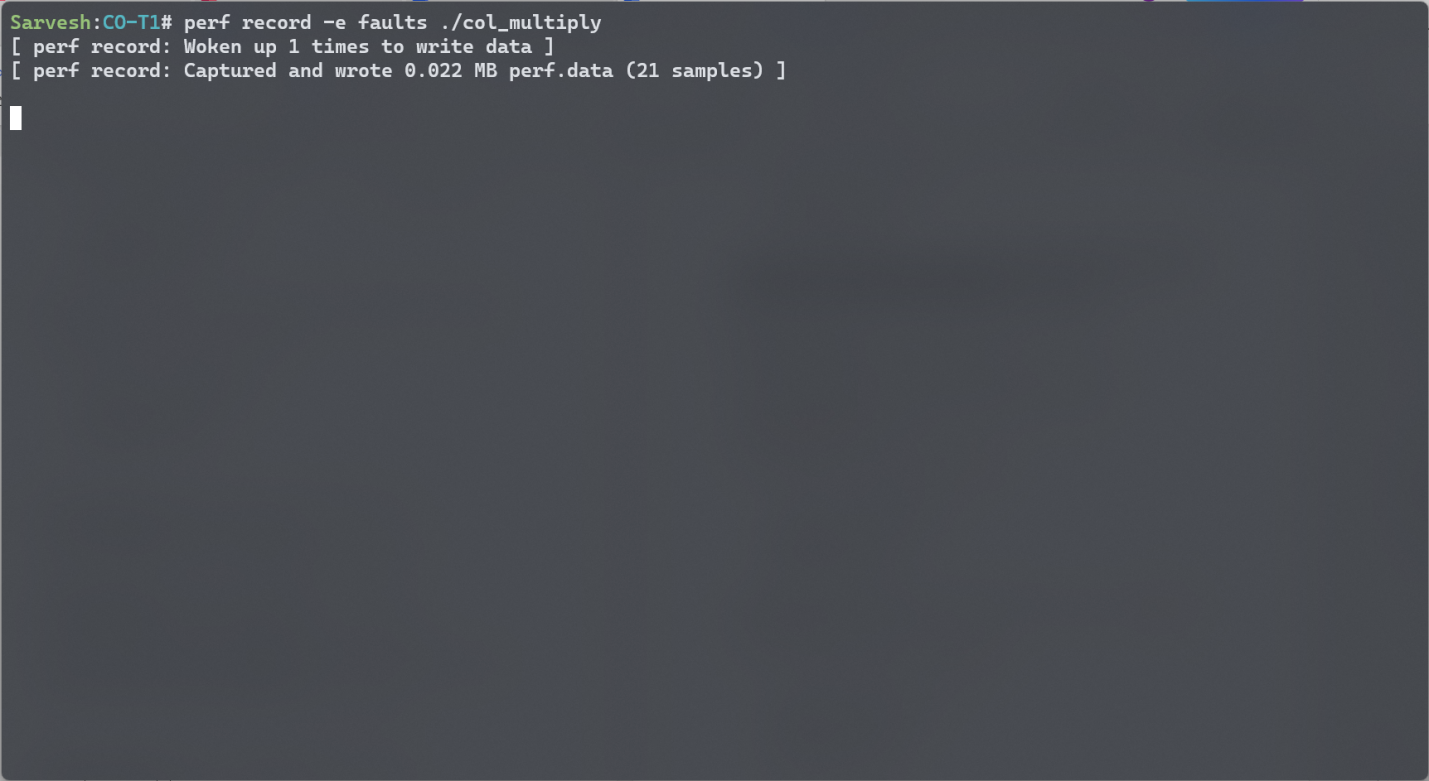 Sarvesh:CO-T1# perf record -e faults ./col_multiply
[ perf record: Woken up 1 times to write data ]
[ perf record: Captured and wrote 0.022 MB perf.data (21 samples) ]